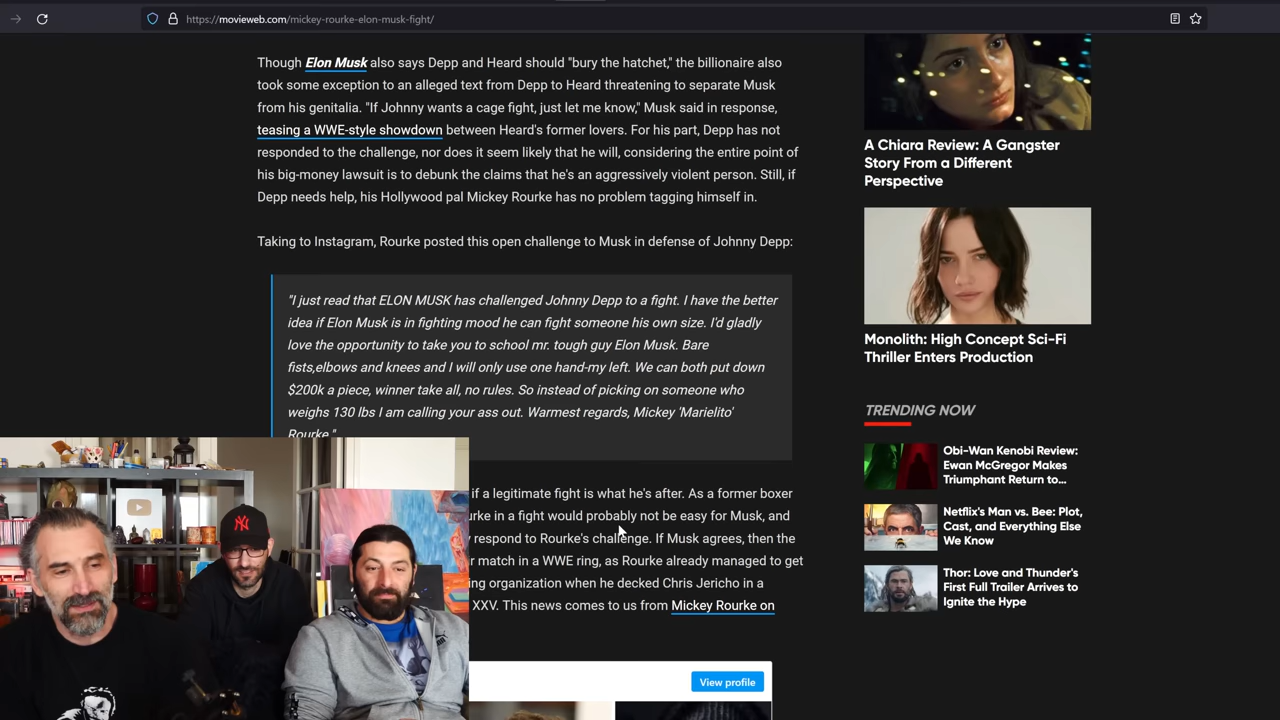 https://movieweb.com/mickey-rourke-elon-musk-fight/
Though Elon Musk also says Depp and Heard should "bury the hatchet," the billionaire also
took some exception to an alleged text from Depp to Heard threatening to separate Musk
from his genitalia. "If Johnny wants a cage fight, just let me know," Musk said in response,
teasing a WWE-style showdown between Heard's former lovers. For his part, Depp has not
responded to the challenge, nor does it seem likely that he will, considering the entire point of
his big-money lawsuit is to debunk the claims that he's an aggressively violent person. Still, if
Depp needs help, his Hollywood pal Mickey Rourke has no problem tagging himself in.
Taking to Instagram, Rourke posted this open challenge to Musk in defense of Johnny Depp:
"I just read that ELON MUSK has challenged Johnny Depp to a fight. I have the better
idea if Elon Musk is in fighting mood he can fight someone his own size. I'd gladly
love the opportunity to take you to school mr. tough guy Elon Musk. Bare
fists,elbows and knees and I will only use one hand-my left. We can both put down
$200k a piece, winner take all, no rules. So instead of picking on someone who
weighs 130 lbs I am calling your ass out. Warmest regards, Mickey 'Marielito'
Rourke."
if a legitimate fight is what he's after. As a former boxer
urke in a fight would probably not be easy for Musk, and
y respond to Rourke's challenge. If Musk agrees, then the
r match in a WWE ring, as Rourke already managed to get
ing organization when he decked Chris Jericho in a
XXV. This news comes to us from Mickey Rourke on
View profile
A Chiara Review: A Gangster
Story From a Different
Perspective
Monolith: High Concept Sci-Fi
Thriller Enters Production
TRENDING NOW
Obi-Wan Kenobi Review:
Ewan McGregor Makes
Triumphant Return to...
Netflix's Man vs. Bee: Plot,
Cast, and Everything Else
We Know
Thor: Love and Thunder's
First Full Trailer Arrives to
Ignite the Hype